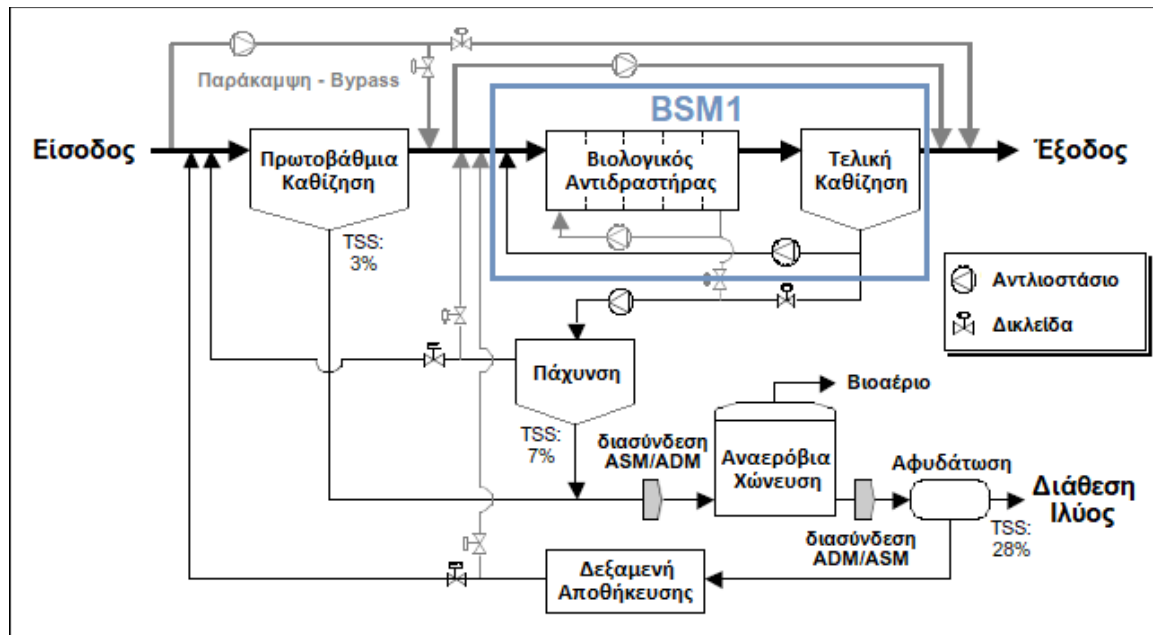 Παράκαμψη - Bypass
BSM1
Είσοδος
Πρωτοβάθμια
Καθίζηση
Βιολογικός
Αντιδραστήρας
Τελική
Καθίζηση
Έξοδος
TSS:
3%
Αντλιοστάσιο
Δικλείδα
Πάχυνση
TSS:
7%
διασύνδεση
ASM/ADM
Βιοαέριο
Αναερόβια
Χώνευση
Αφυδάτωση
Διάθεση
Ιλύος
TSS:
28%
διασύνδεση
ADM/ASM
Δεξαμενή
Αποθήκευσης